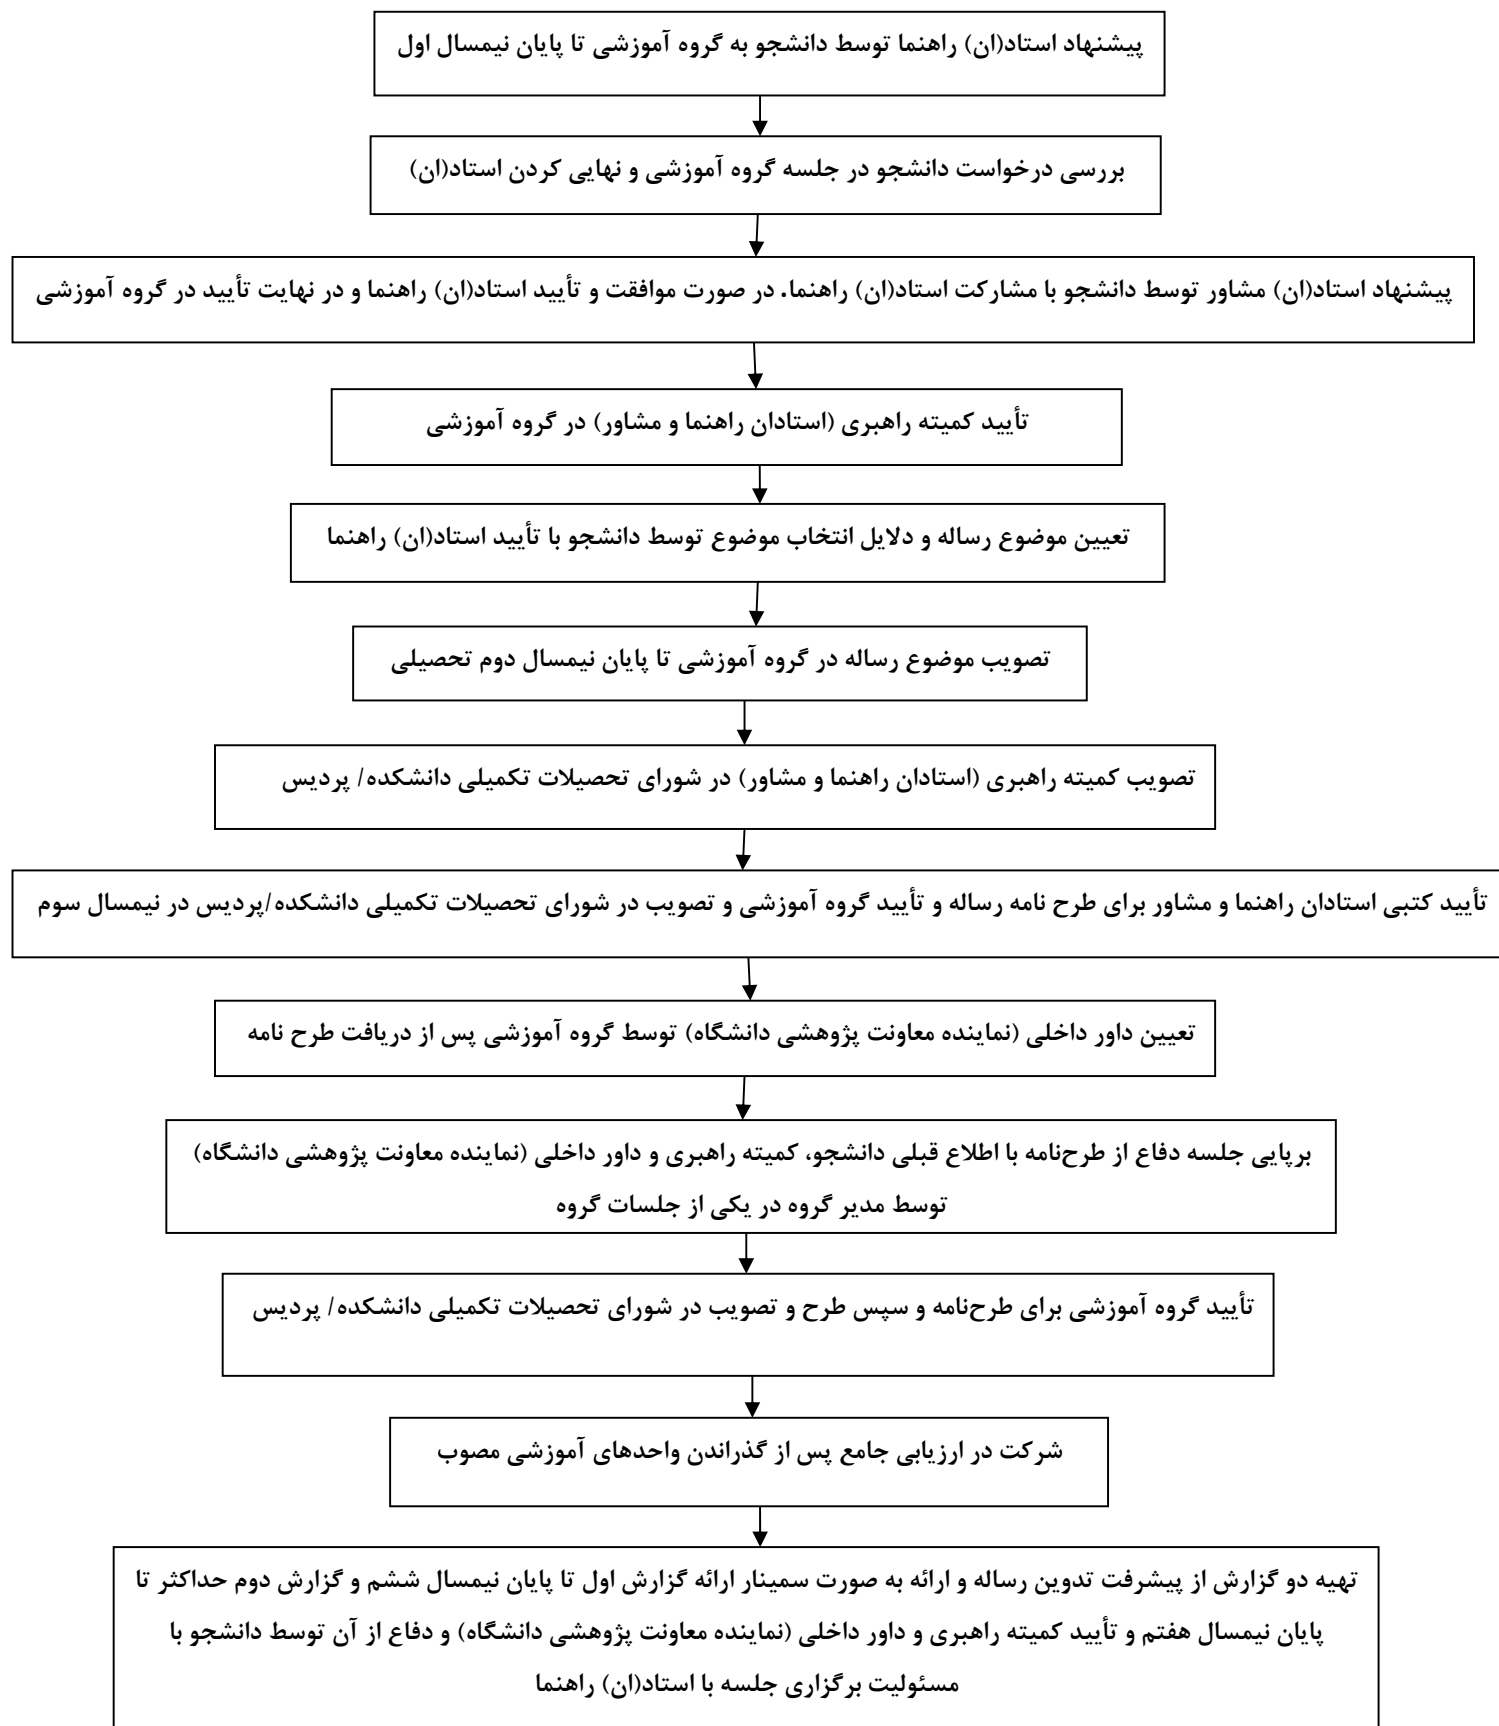 پیشنهاد استاد(ان) راهنما توسط دانشجو به گروه آموزشی تا پایان نیمسال اول
بررسی درخواست دانشجو در جلسه گروه آموزشی و نهایی کردن استاد(ان)
پیشنهاد استاد(ان) مشاور توسط دانشجو با مشارکت استاد(ان) راهنما. در صورت موافقت و تأیید استاد(ان) راهنما و در نهایت تأیید در گروه آموزشی
تأیید کمیته راهبری (استادان راهنما و مشاور) در گروه آموزشی
تعیین موضوع رساله و دلایل انتخاب موضوع توسط دانشجو با تأیید استاد(ان) راهنما
تصویب موضوع رساله در گروه آموزشی تا پایان نیمسال دوم تحصیلی
تصویب کمیته راهبری (استادان راهنما و مشاور) در شورای تحصیلات تکمیلی دانشکده/ پردیس
تأیید کتبی استادان راهنما و مشاور برای طرح نامه رساله و تأیید گروه آموزشی و تصویب در شورای تحصیلات تکمیلی دانشکده/پردیس در نیمسال سوم
تعیین داور داخلی (نماینده معاونت پژوهشی دانشگاه) توسط گروه آموزشی پس از دریافت طرح نامه
برپایی جلسه دفاع از طرح‌نامه با اطلاع قبلی دانشجو، کمیته راهبری و داور داخلی (نماینده معاونت پژوهشی دانشگاه)
توسط مدیر گروه در یکی از جلسات گروه
تأیید گروه آموزشی برای طرح‌نامه و سپس طرح و تصویب در شورای تحصیلات تکمیلی دانشکده/ پردیس
شرکت در ارزیابی جامع پس از گذراندن واحدهای آموزشی مصوب
تهیه دو گزارش از پیشرفت تدوین رساله و ارائه به صورت سمینار ارائه گزارش اول تا پایان نیمسال ششم و گزارش دوم حداکثر تا
پایان نیمسال هفتم و تأیید کمیته راهبری و داور داخلی (نماینده معاونت پژوهشی دانشگاه) و دفاع از آن توسط دانشجو با
مسئولیت برگزاری جلسه با استاد(ان) راهنما